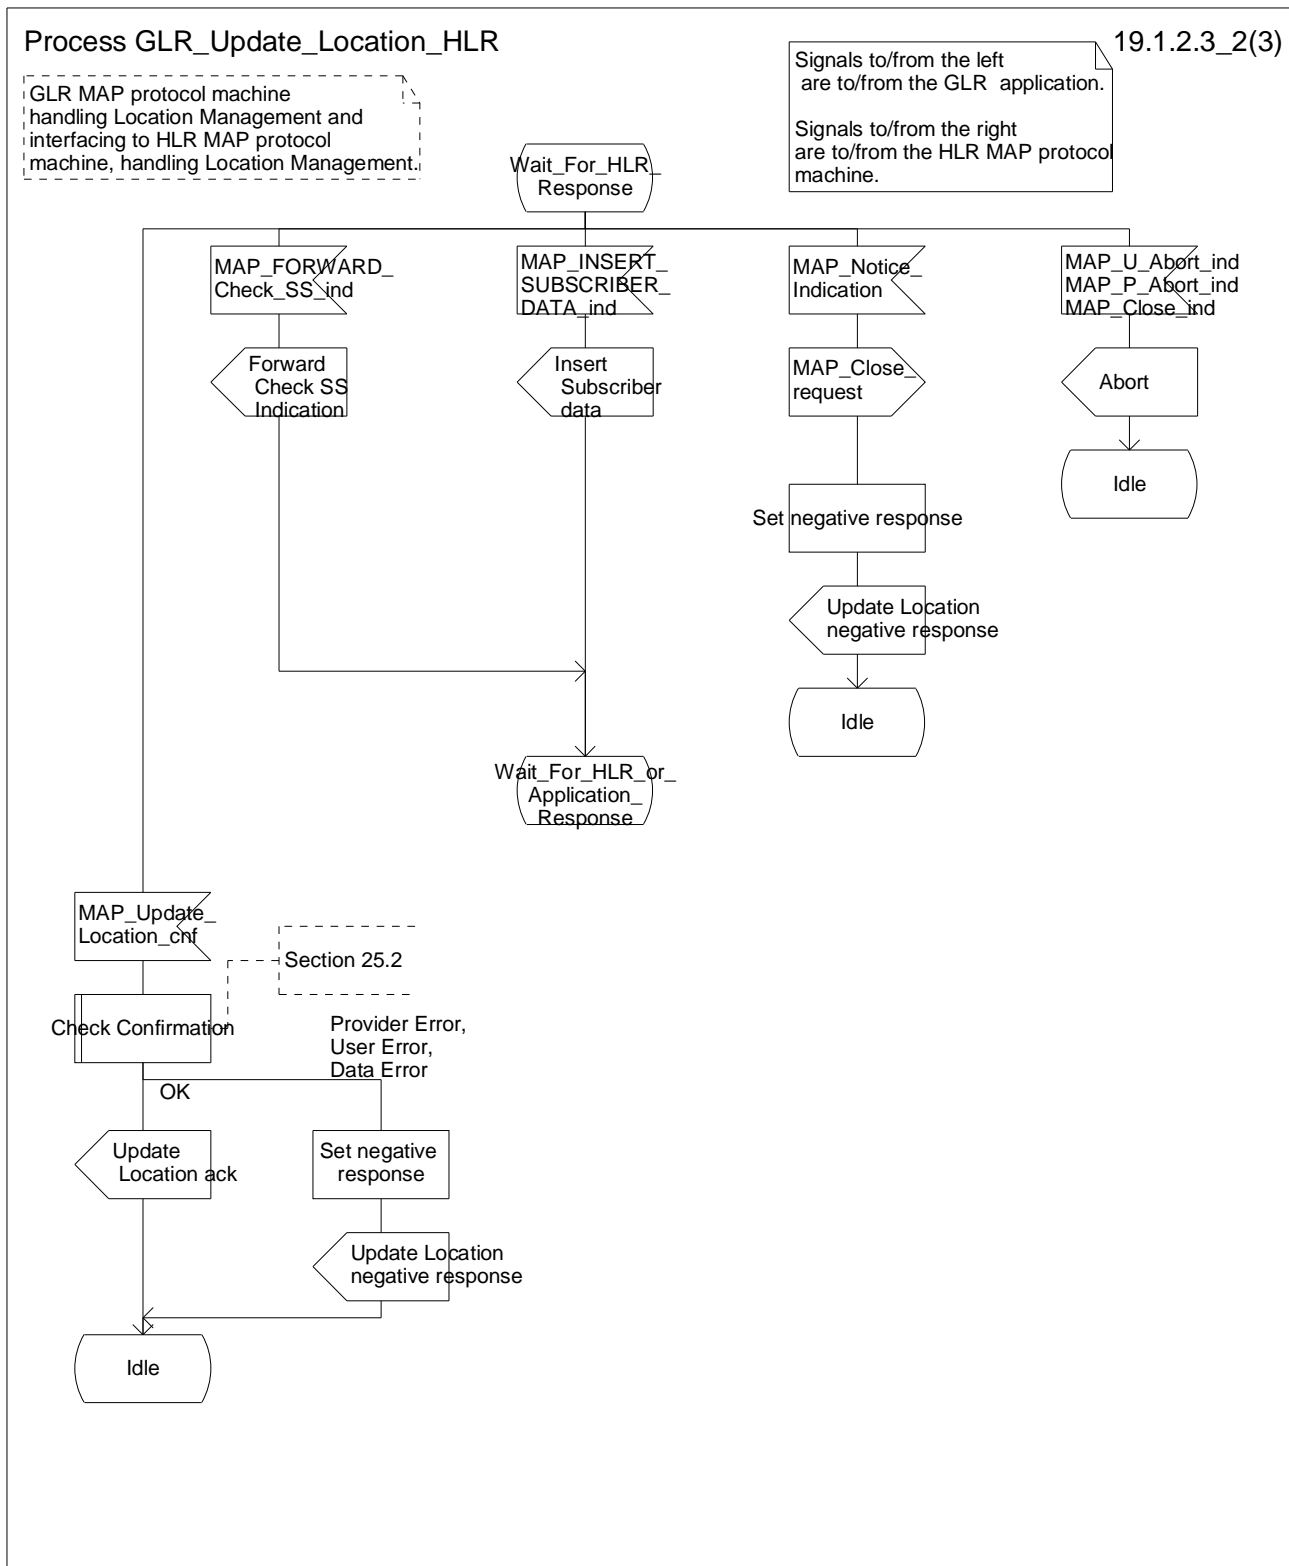 Process GLR_Update_Location_HLR
19.1.2.3_2(3)
GLR MAP protocol machine
handling Location Management and
interfacing to HLR MAP protocol
machine, handling Location Management.
Signals to/from the left
are to/from the GLR application.
Signals to/from the right
are to/from the HLR MAP protocol
machine.
Wait_For_HLR_
Response
MAP_FORWARD_
Check_SS_ind
MAP_INSERT_
SUBSCRIBER_
DATA_ind
MAP_Notice_
Indication
MAP_U_Abort_ind
MAP_P_Abort_ind
MAP_Close_ind
Forward
Check SS
Indication
Insert
Subscriber
data
MAP_Close_
request
Abort
Idle
Set negative response
Update Location
negative response
Idle
Wait_For_HLR_or_
Application_
Response
MAP_Update_
Location_cnf
Section 25.2
Check Confirmation
Provider Error,
User Error,
Data Error
OK
Update
Location ack
Set negative
response
Update Location
negative response
Idle